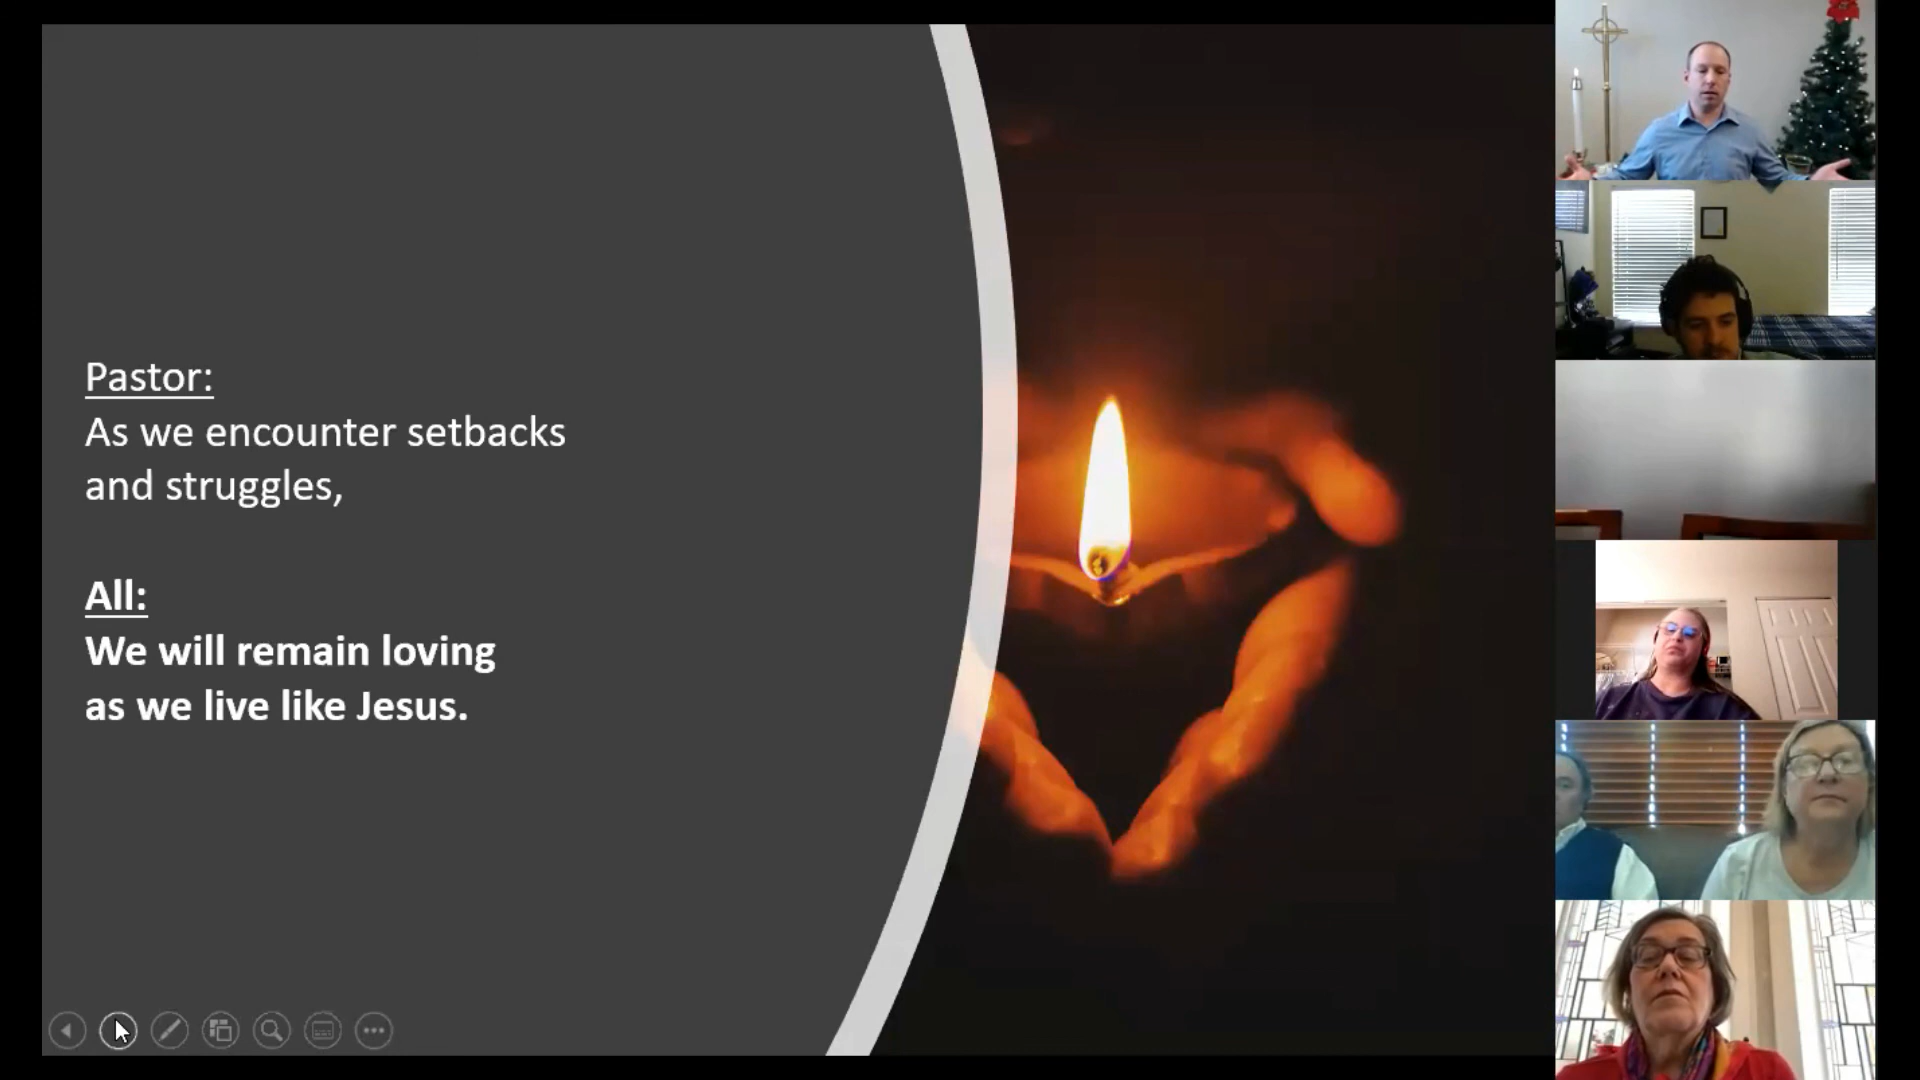 Pastor:
As we encounter setbacks
and struggles,
All:
We will remain loving
as we live like Jesus.